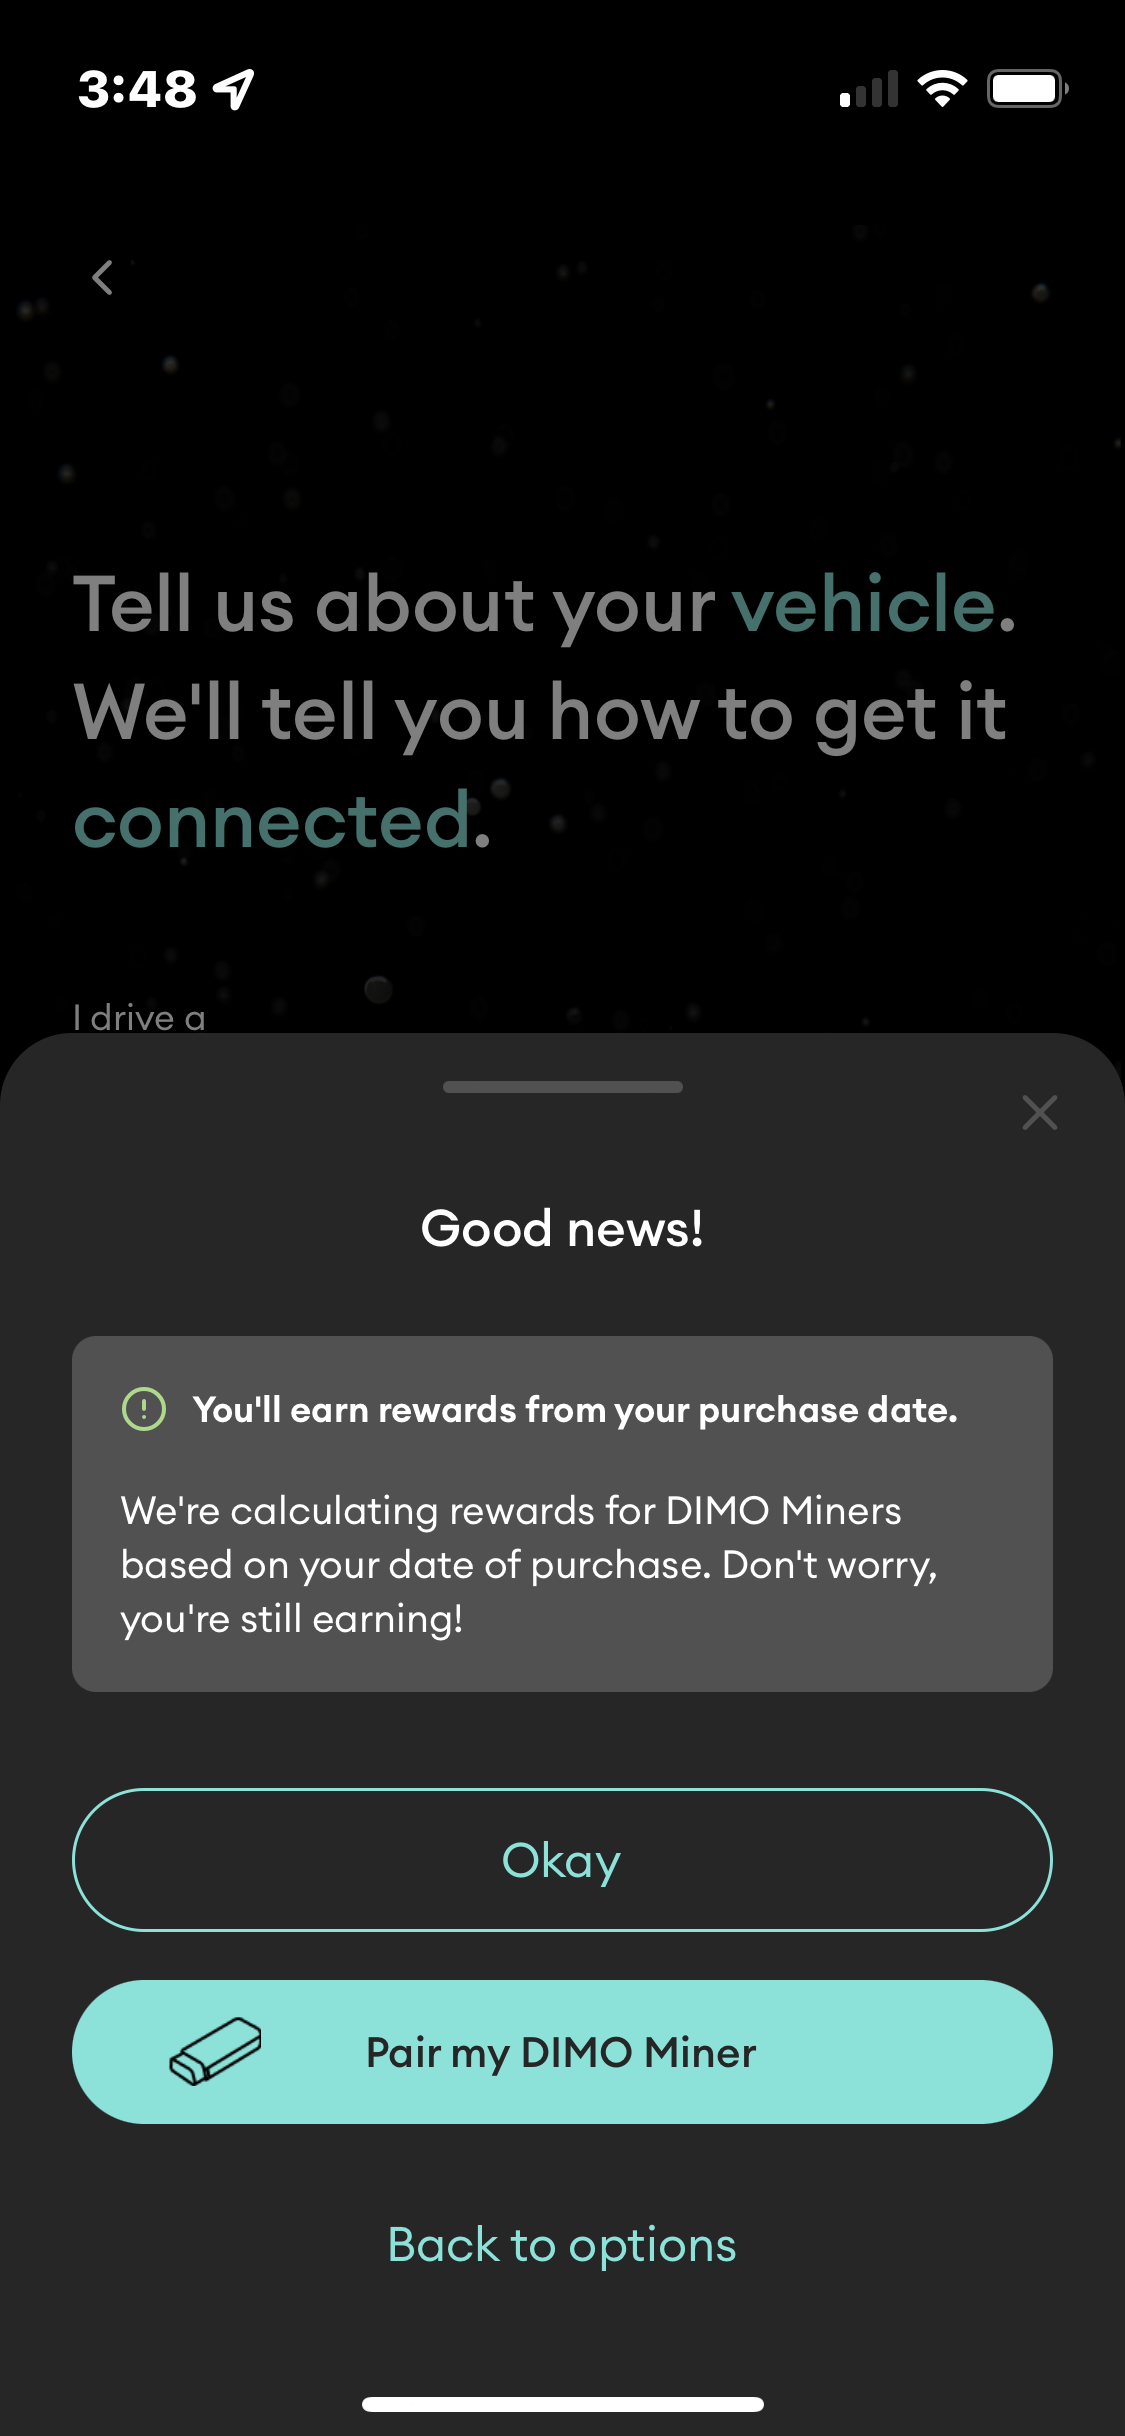 3:48
Tell us about your vehicle.
We'll tell you how to get it
connected.
I drive a
Good news!
You'll earn rewards from your purchase date.
We're calculating rewards for DIMO Miners
based on your date of purchase. Don't worry,
you're still earning!
Okay
Pair my DIMO Miner
Back to options